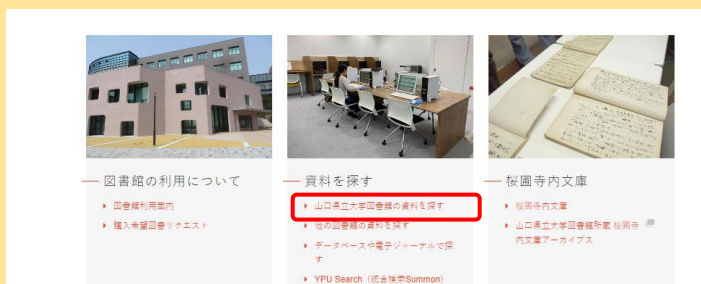 図書館の利用について
図書館利用案内
購入希望図書リクエスト
資料を探す
山口県立大学図書館の資料を探す
他の図書館の資料を探す
データベースや電子ジャーナルで探
す
YPU Search（統合検索Summon）
桜圃寺内文庫
桜圃寺内文庫
山口県立大学図書館所蔵 桜圃寺
内文庫アーカイブス